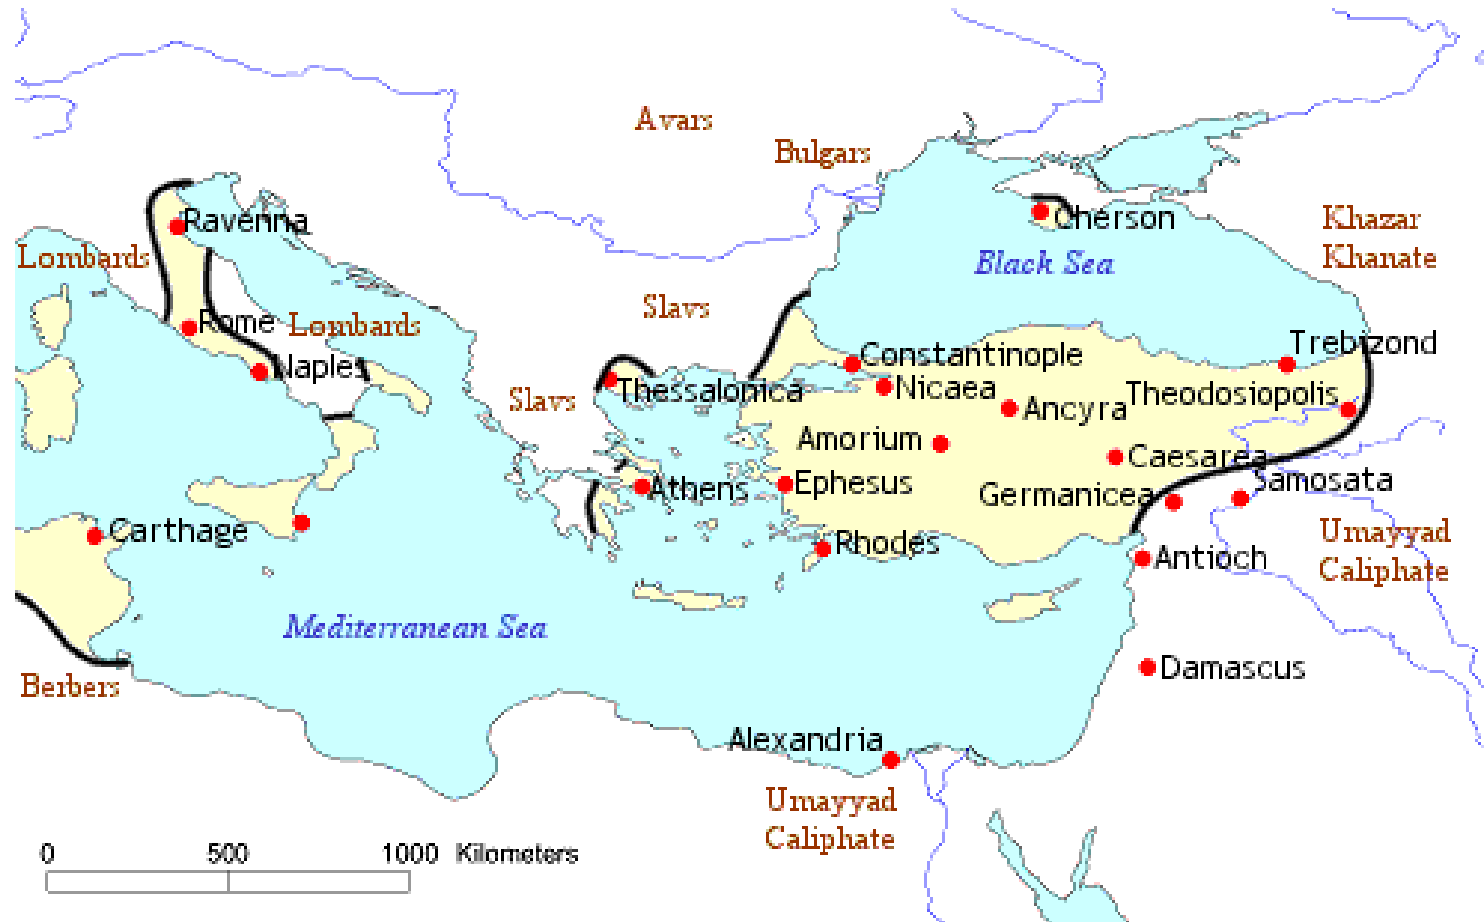 Avars
Bulgars
Ravenna
Cherson
Khazar
Khanate
Lombards
Black Sea
Slavs
Rome
Lombards
Trebizond
Constantinople
Naples
Nicaea
Theodosiopolis
Thessalonica
Slavs
Ancyra
Amorium
Caesarea
Samosata
Athens
Ephesus
Germanicea
Carthage
Rhodes
Umayyad
Caliphate
Antioch
Mediterranean Sea
Damascus
Berbers
Alexandria
Umayyad
Caliphate
0 500 1000 Kilometers